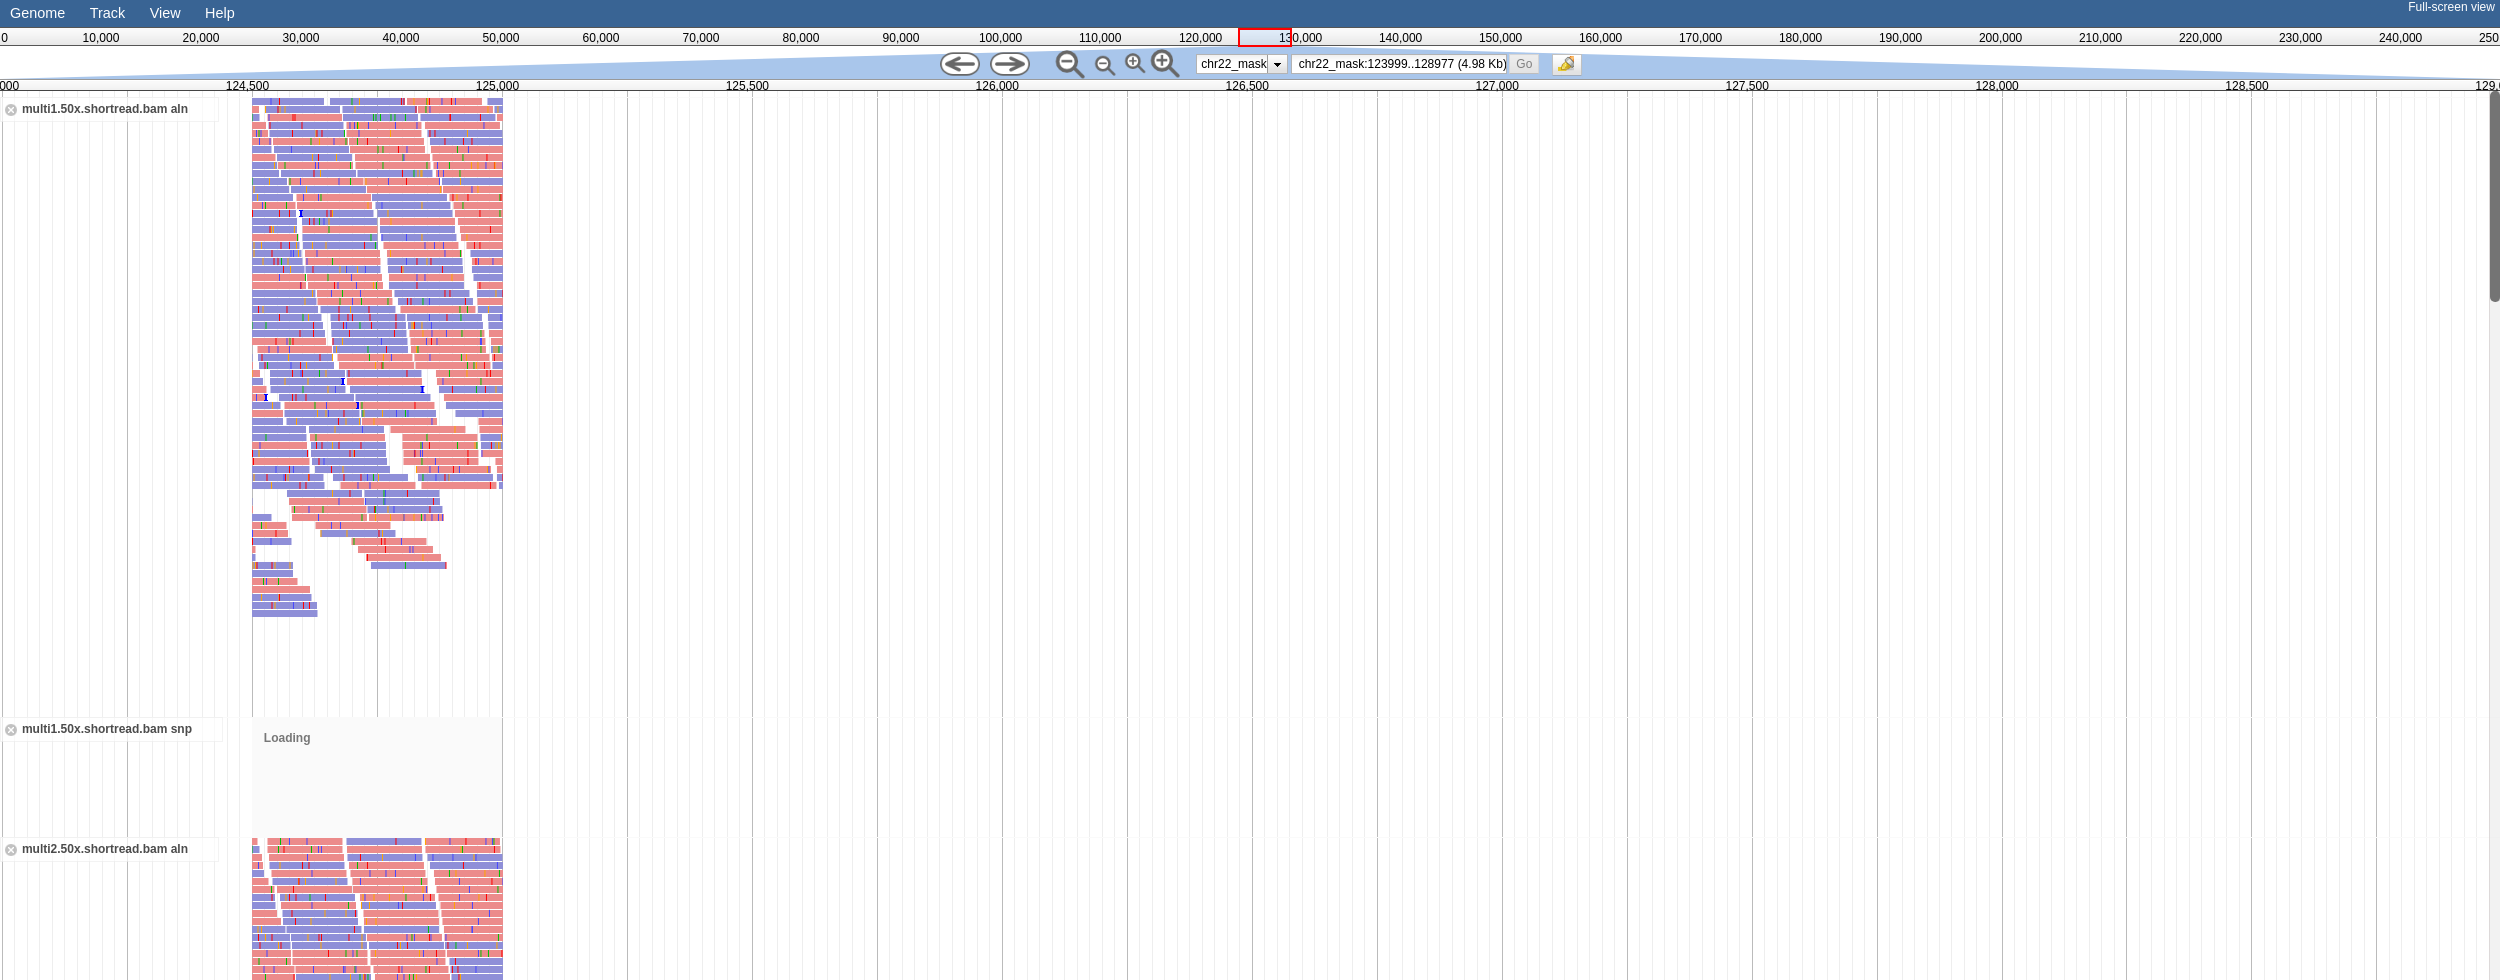 Genome Track View Help Full-screen view
0 10,000 20,000 30,000 40,000 50,000 60,000 70,000 80,000 90,000 100,000 110,000 120,000 130,000 140,000 150,000 160,000 170,000 180,000 190,000 200,000 210,000 220,000 230,000 240,000 250
chr22_mask chr22_mask:123999..128977 (4.98 Kb) Go
000 124,500 125,000 125,500 126,000 126,500 127,000 127,500 128,000 128,500 129,
multi1.50x.shortread.bam aln
multi1.50x.shortread.bam snp
Loading
multi2.50x.shortread.bam aln